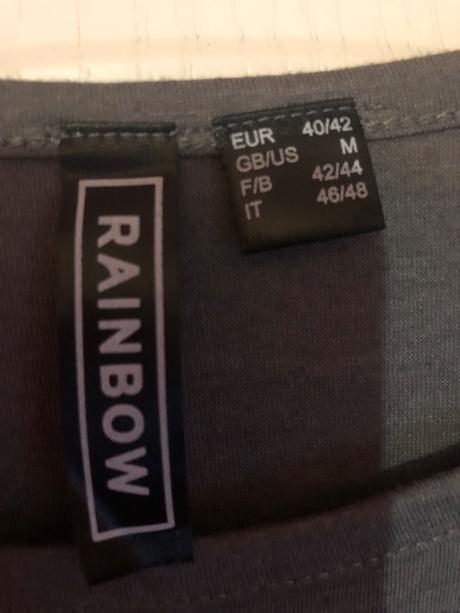 RAINBOW
EUR 40/42
GB/US M
F/B 42/44
IT 46/48